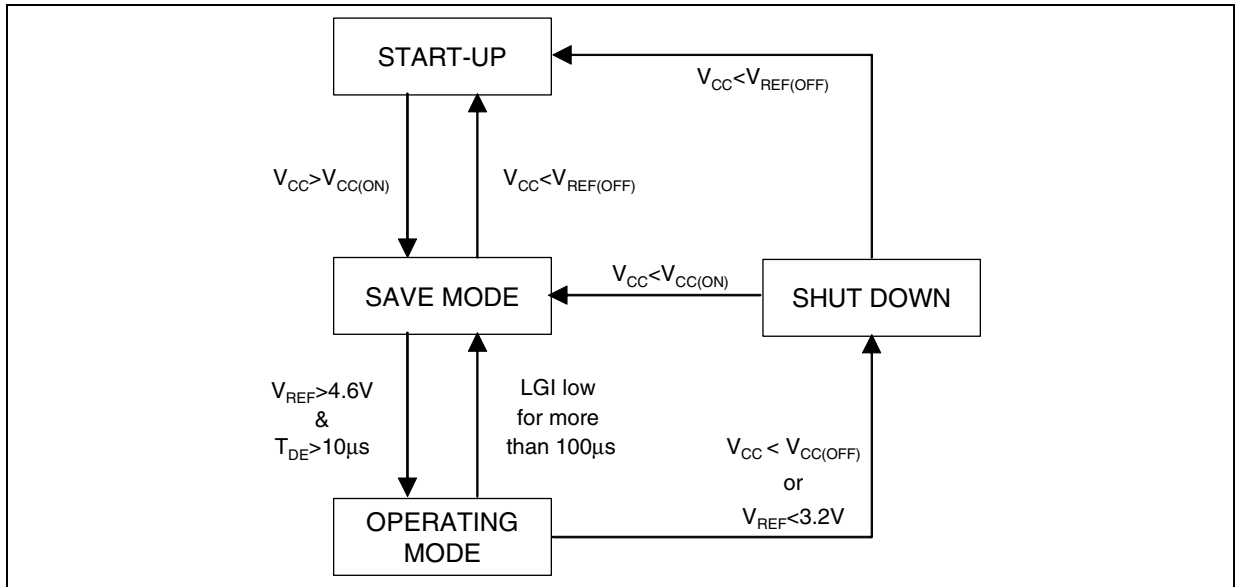 START-UP
V_CC<V_REF(OFF)
V_CC>V_CC(ON)
V_CC<V_REF(OFF)
V_CC<V_CC(ON)
SAVE MODE
SHUT DOWN
V_REF>4.6V
&
T_DE>10μs
LGI low
for more
than 100μs
V_CC < V_CC(OFF)
or
V_REF<3.2V
OPERATING
MODE